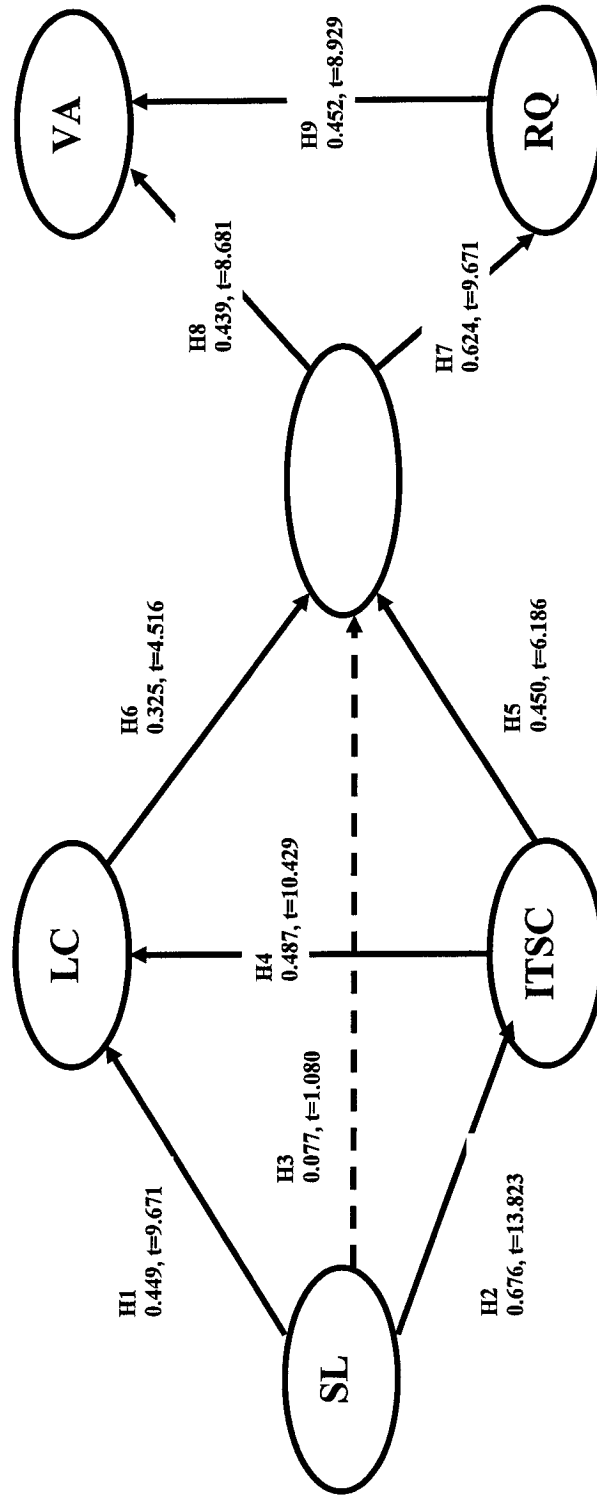 LC
VA
H1
0.449, t=9.671
H6
0.325, t=4.516
H8
0.439, t=8.681
H4
0.487, t=10.429
H9
0.452, t=8.929
SL
H3
0.077, t=1.080
H2
0.676, t=13.823
H5
0.450, t=6.186
H7
0.624, t=9.671
ITSC
RQ